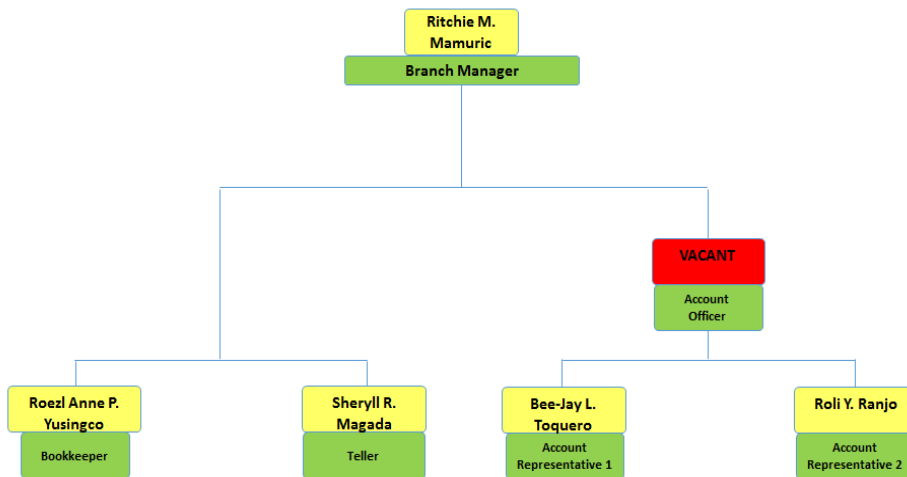 Ritchie M.
Mamuric
Branch Manager
VACANT
Account
Officer
Roezl Anne P.
Yusingco
Bookkeeper
Sheryll R.
Magada
Teller
Bee-Jay L.
Toquero
Account
Representative 1
Roli Y. Ranjo
Account
Representative 2